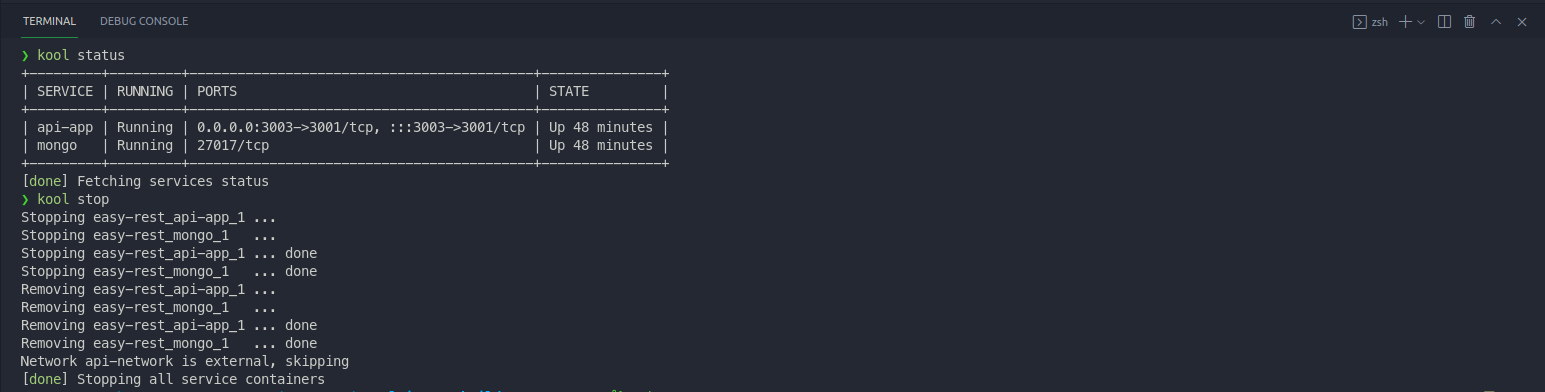 TERMINAL DEBUG CONSOLE zsh
❯ kool status
+---------+---------+-------------------------------------------+---------------+
| SERVICE | RUNNING | PORTS | STATE |
+---------+---------+-------------------------------------------+---------------+
| api-app | Running | 0.0.0.0:3003->3001/tcp, :::3003->3001/tcp | Up 48 minutes |
| mongo | Running | 27017/tcp | Up 48 minutes |
+---------+---------+-------------------------------------------+---------------+
[done] Fetching services status
❯ kool stop
Stopping easy-rest_api-app_1 ...
Stopping easy-rest_mongo_1 ...
Stopping easy-rest_api-app_1 ... done
Stopping easy-rest_mongo_1 ... done
Removing easy-rest_api-app_1 ...
Removing easy-rest_mongo_1 ...
Removing easy-rest_api-app_1 ... done
Removing easy-rest_mongo_1 ... done
Network api-network is external, skipping
[done] Stopping all service containers